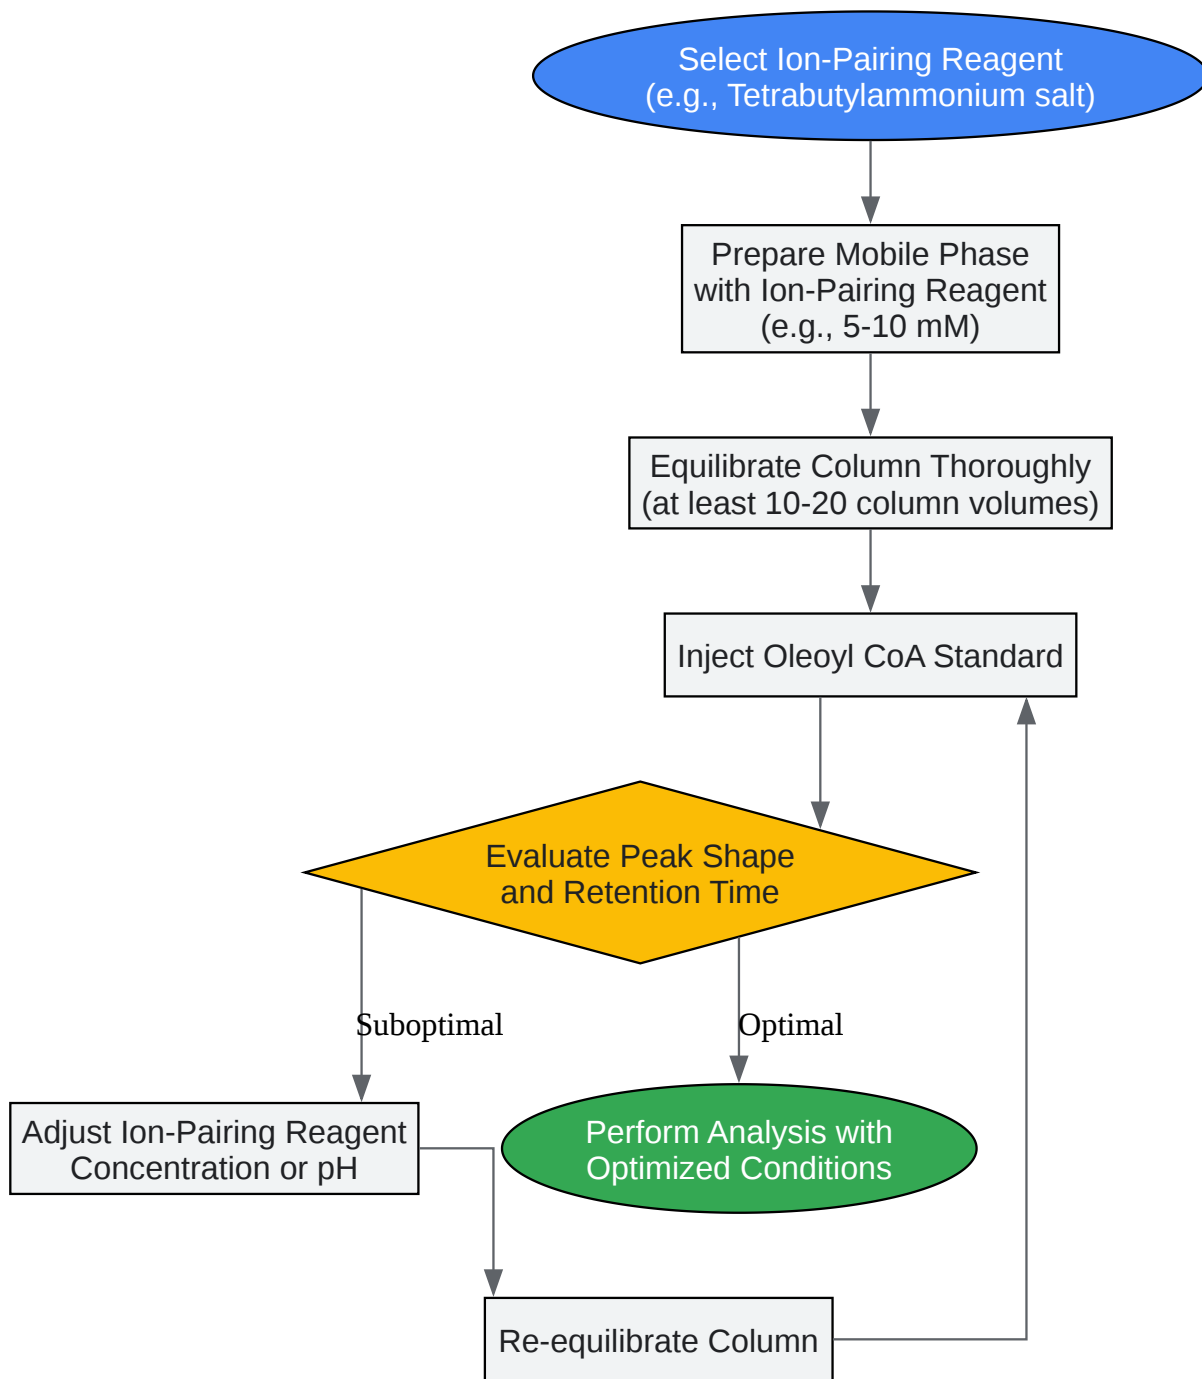 Select Ion-Pairing Reagent
(e.g., Tetrabutylammonium salt)
Prepare Mobile Phase
with Ion-Pairing Reagent
(e.g., 5-10 mM)
Equilibrate Column Thoroughly
(at least 10-20 column volumes)
Inject Oleoyl CoA Standard
Evaluate Peak Shape
and Retention Time
Suboptimal
Optimal
Adjust Ion-Pairing Reagent
Concentration or pH
Perform Analysis with
Optimized Conditions
Re-equilibrate Column